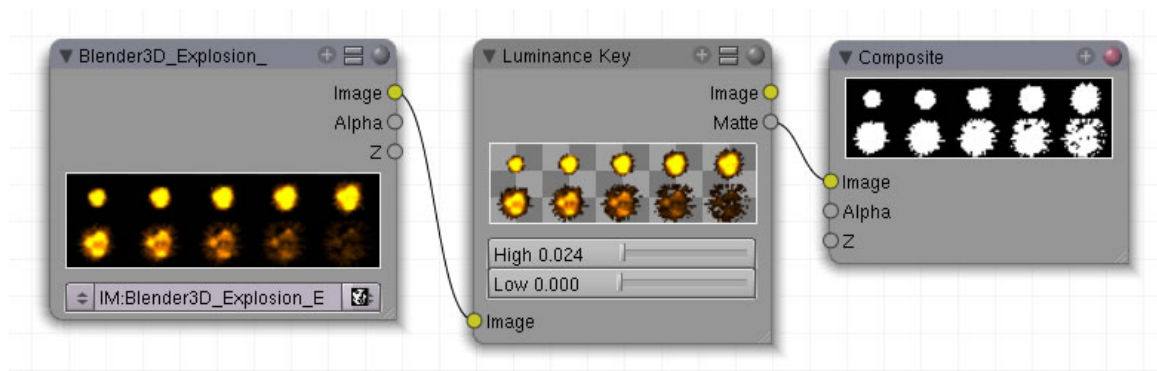 Blender3D_Explosion_
Image
Alpha
Z
IM:Blender3D_Explosion_E
Luminance Key
Image
Matte
High 0.024
Low 0.000
Image
Composite
Image
Alpha
Z